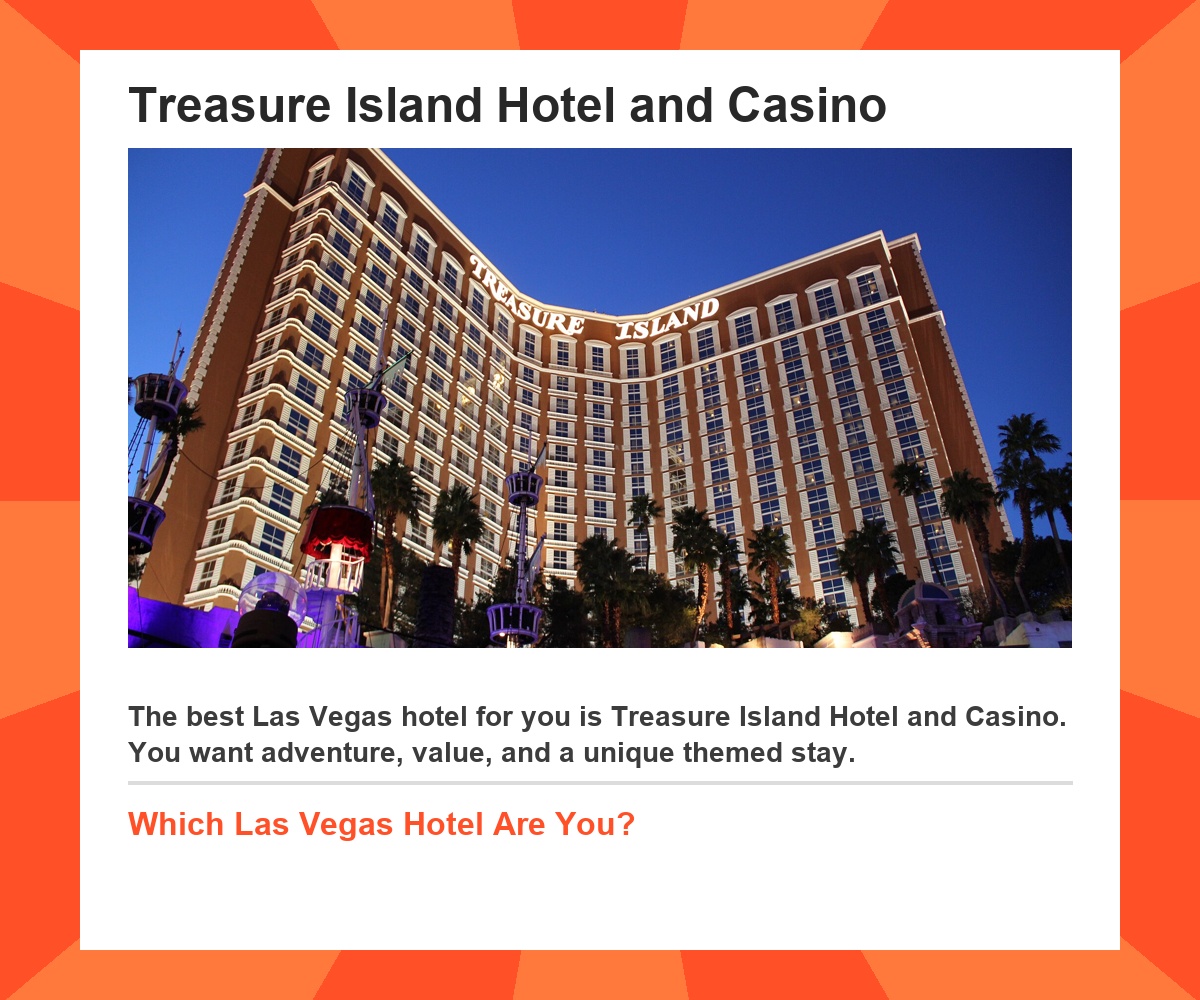 Treasure Island Hotel and Casino
TREASURE ISLAND
The best Las Vegas hotel for you is Treasure Island Hotel and Casino.
You want adventure, value, and a unique themed stay.
Which Las Vegas Hotel Are You?